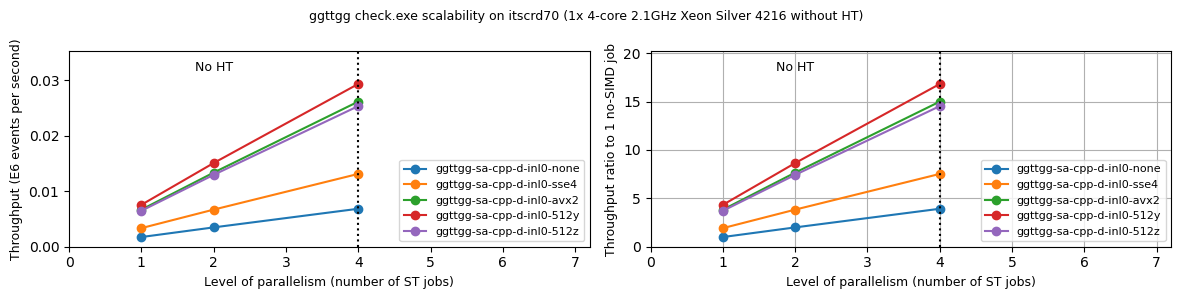 ggttgg check.exe scalability on itscrd70 (1x 4-core 2.1GHz Xeon Silver 4216 without HT)
Throughput (E6 events per second)
0.03
0.02
0.01
0.00
No HT
ggttgg-sa-cpp-d-inl0-none
ggttgg-sa-cpp-d-inl0-sse4
ggttgg-sa-cpp-d-inl0-avx2
ggttgg-sa-cpp-d-inl0-512y
ggttgg-sa-cpp-d-inl0-512z
0 1 2 3 4 5 6 7
Level of parallelism (number of ST jobs)
Throughput ratio to 1 no-SIMD job
20
15
10
5
0
No HT
ggttgg-sa-cpp-d-inl0-none
ggttgg-sa-cpp-d-inl0-sse4
ggttgg-sa-cpp-d-inl0-avx2
ggttgg-sa-cpp-d-inl0-512y
ggttgg-sa-cpp-d-inl0-512z
0 1 2 3 4 5 6 7
Level of parallelism (number of ST jobs)